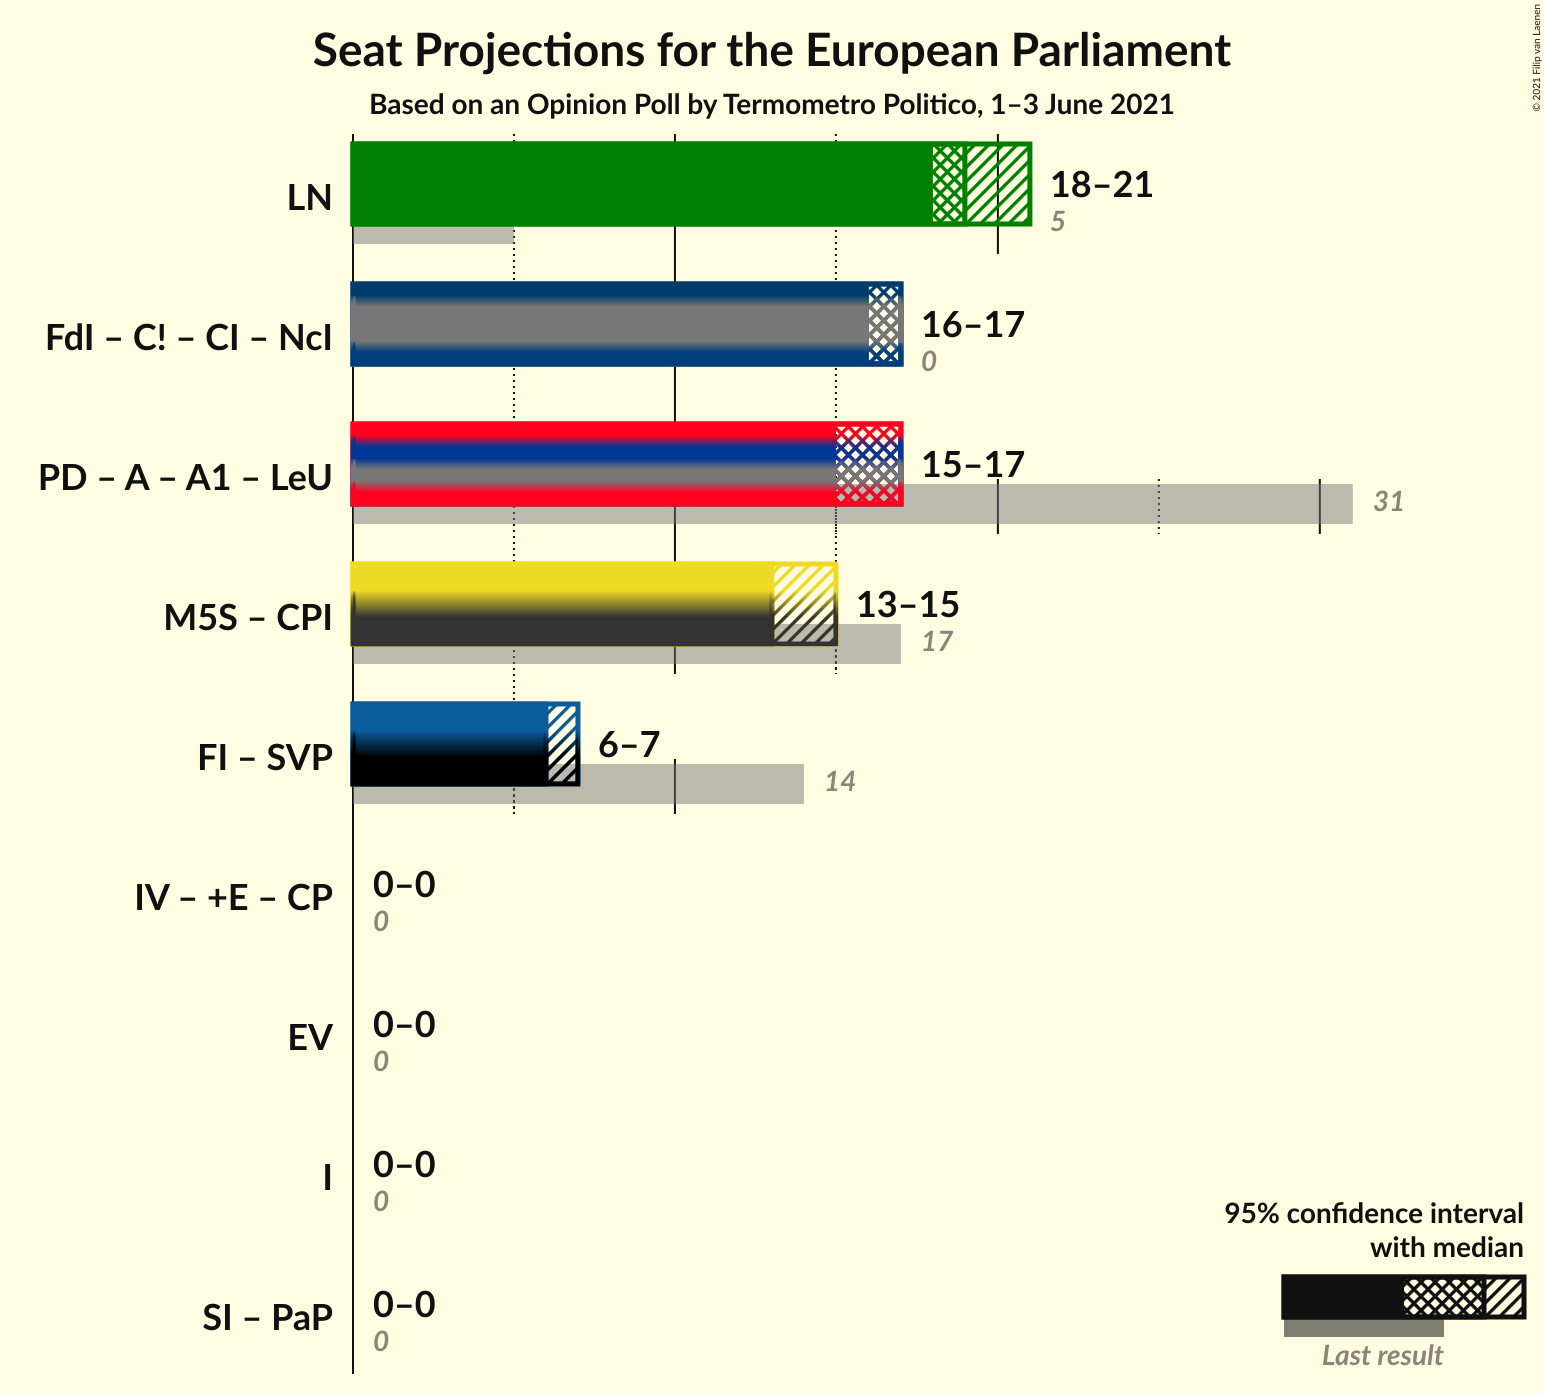 Seat Projections for the European Parliament
Based on an Opinion Poll by Termometro Politico, 1–3 June 2021
© 2021 Filip van Laenen
LN
18–21
5
FdI – C! – CI – NcI
16–17
0
PD – A – A1 – LeU
15–17
31
M5S – CPI
13–15
17
FI – SVP
6–7
14
IV – +E – CP
0–0
0
EV
0–0
0
I
0–0
0
SI – PaP
0–0
0
95% confidence interval
with median
Last result